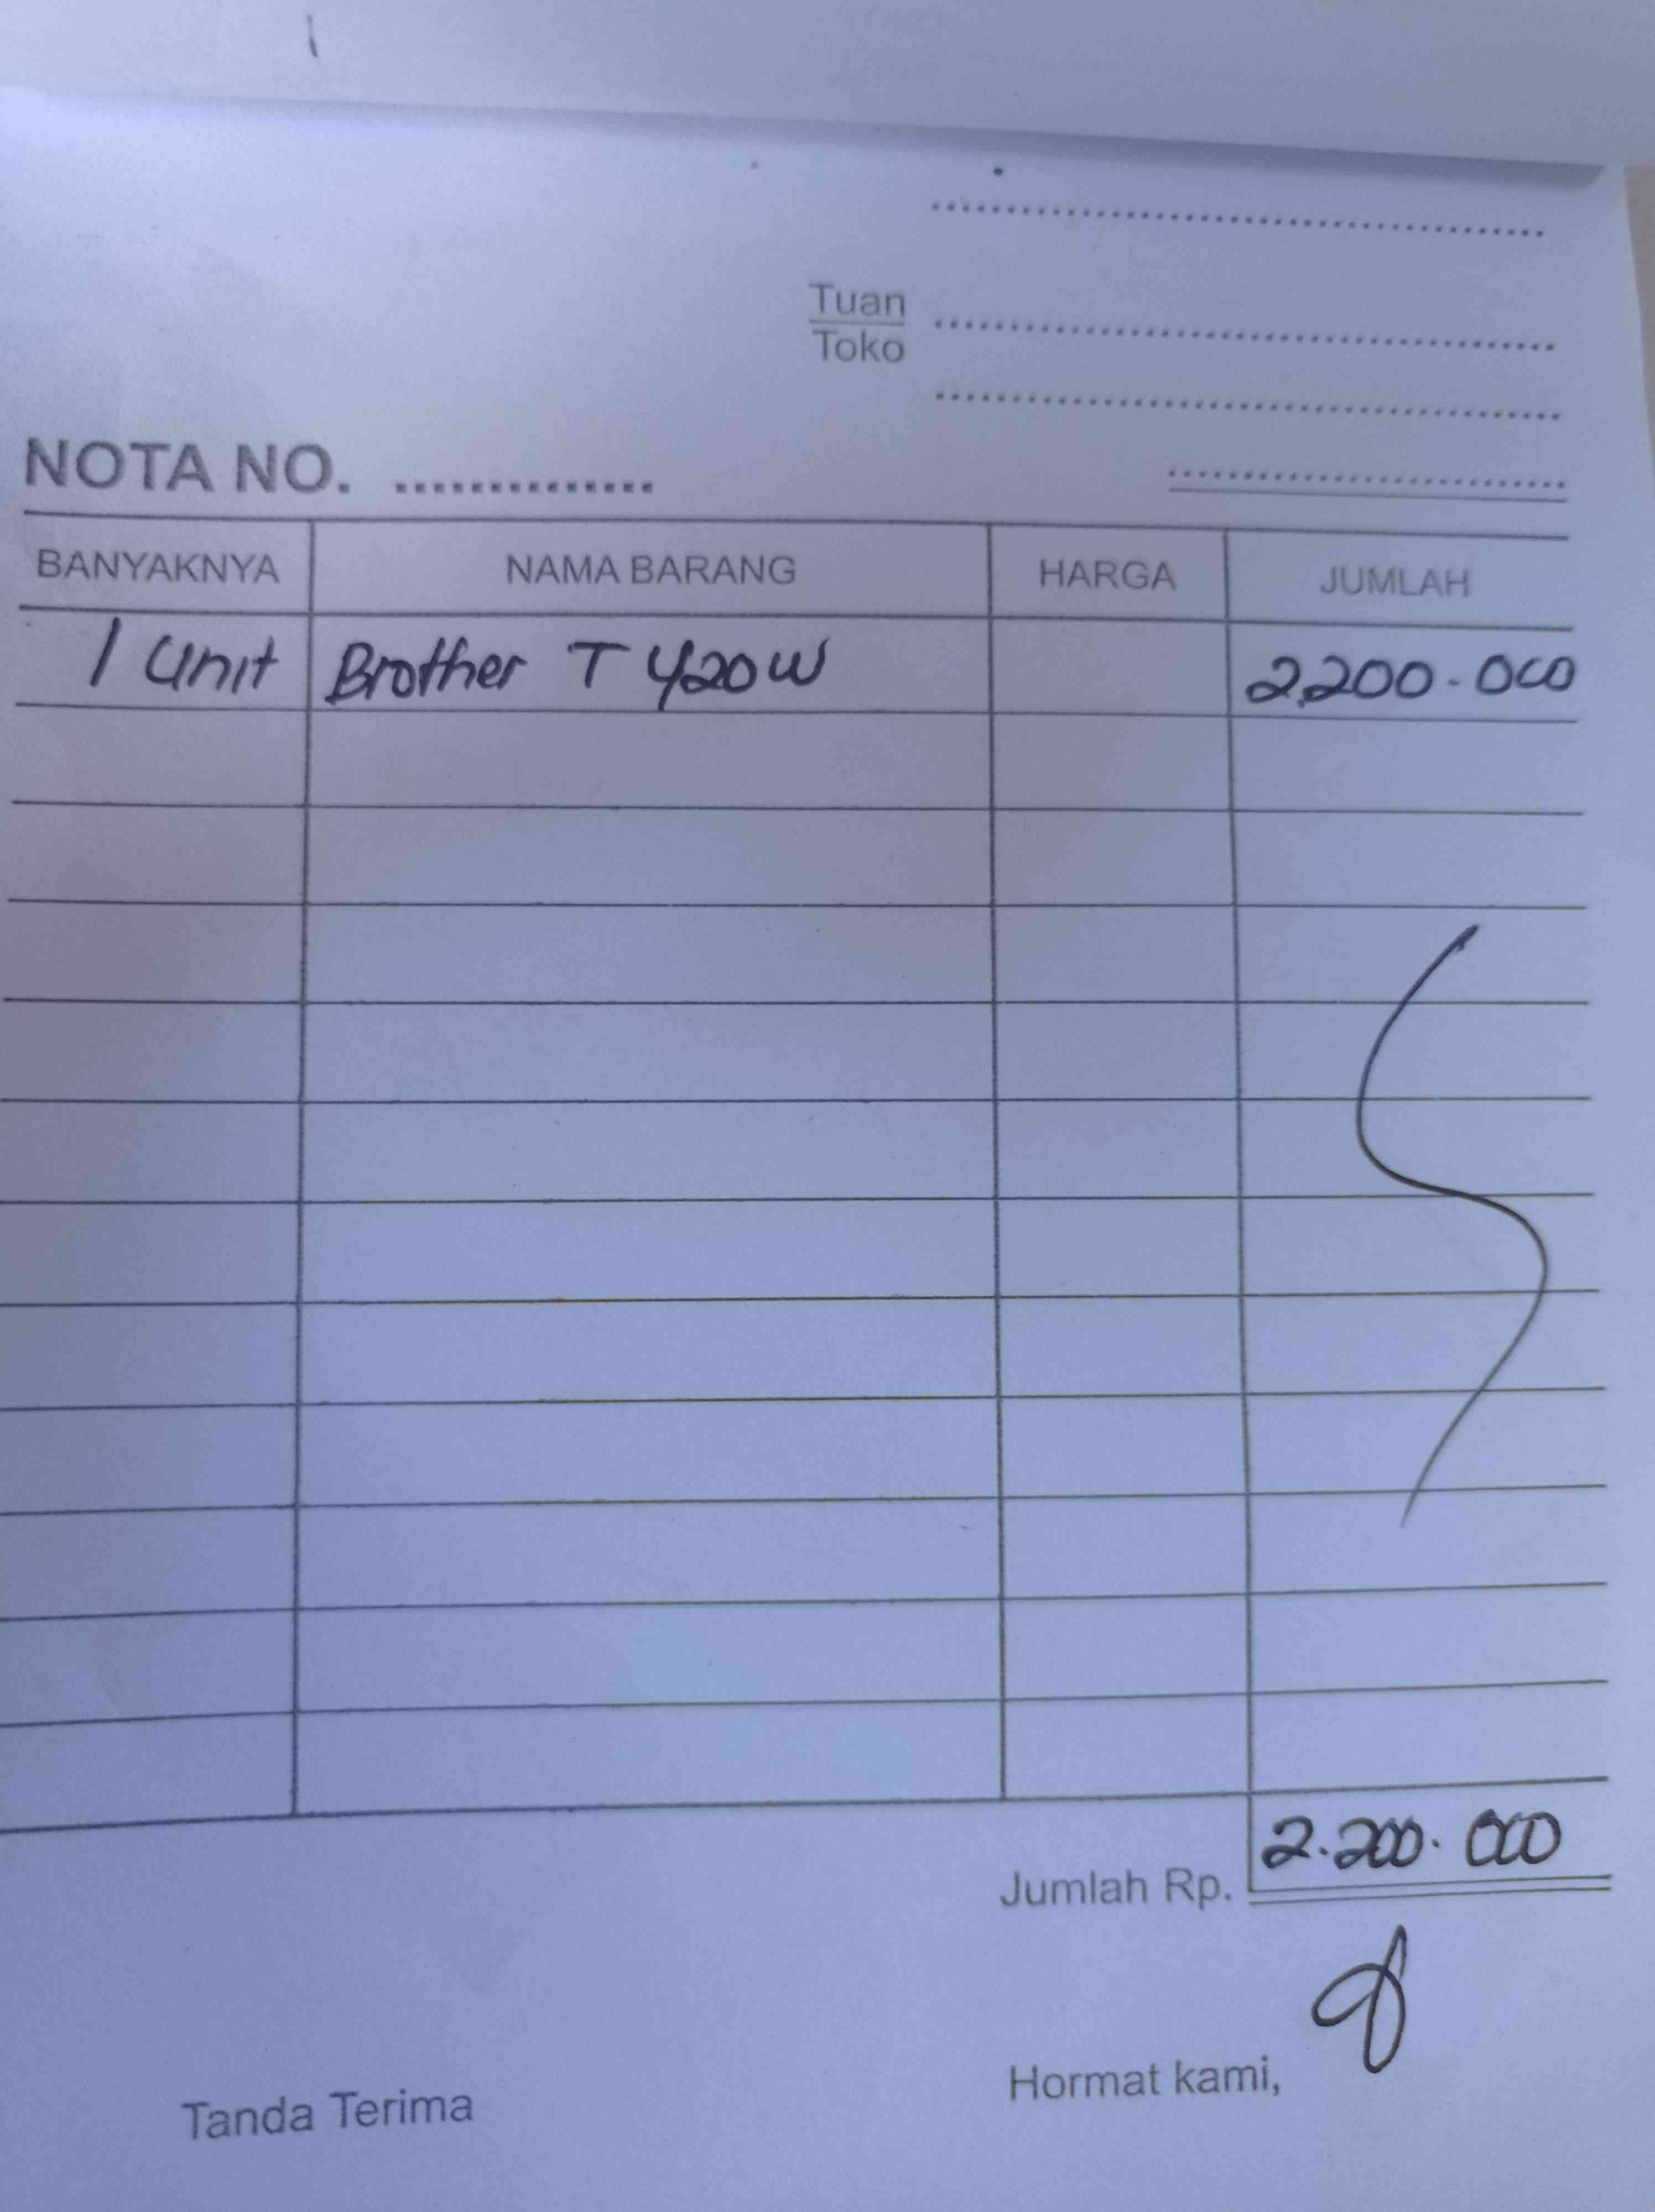 Tuan
Toko
NOTA NO. ..............
BANYAKNYA NAMA BARANG HARGA JUMLAH
1 Unit Brother T 420W 2.200.000
Jumlah Rp. 2.200.000
Hormat kami,
Tanda Terima